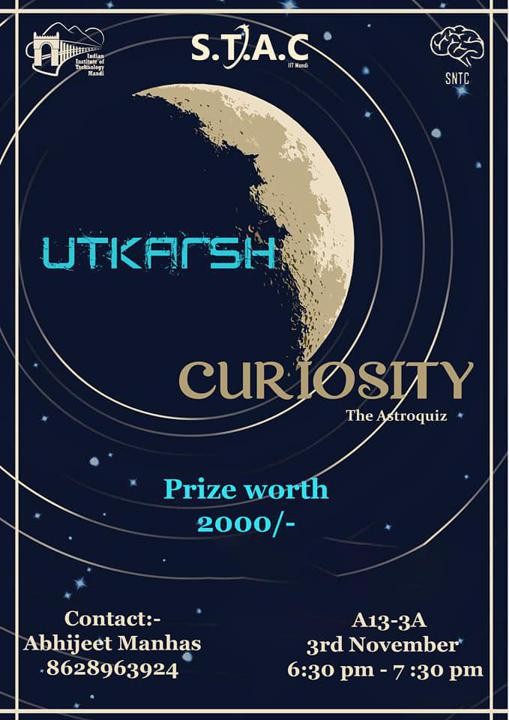 Indian
Institute of
Technology
Mandi
S.T.A.C
IIT Mandi
SNTC
UTKARSH
CURIOSITY
The Astroquiz
Prize worth
2000/-
Contact:-
Abhijeet Manhas
8628963924
A13-3A
3rd November
6:30 pm - 7 :30 pm